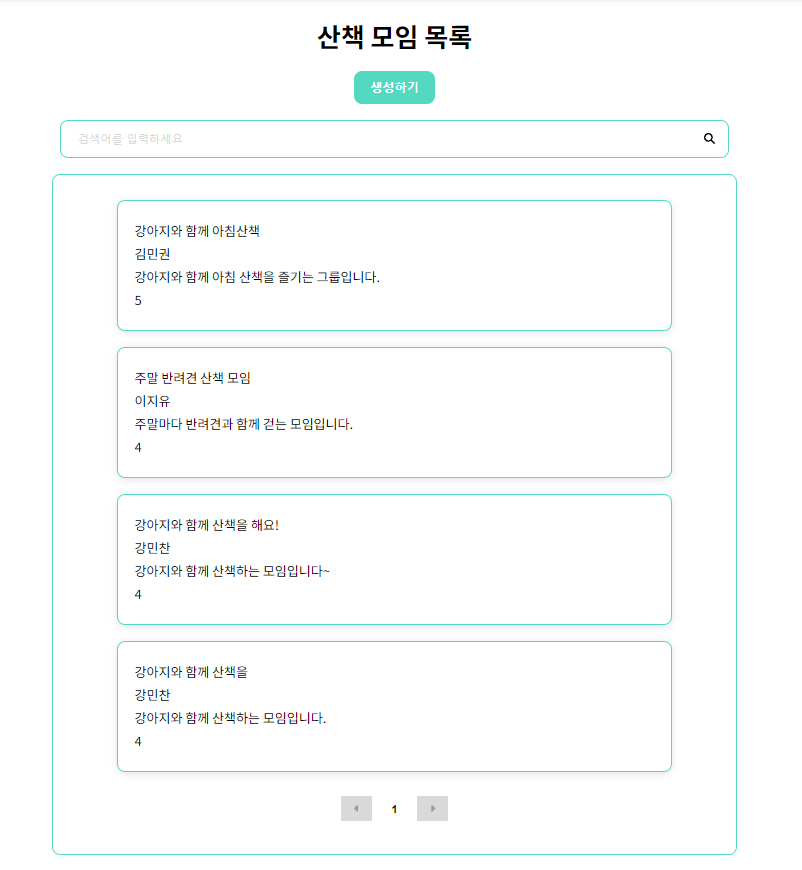 산책 모임 목록
생성하기
검색어를 입력하세요
강아지와 함께 아침산책
김민권
강아지와 함께 아침 산책을 즐기는 그룹입니다.
5
주말 반려견 산책 모임
이지유
주말마다 반려견과 함께 걷는 모임입니다.
4
강아지와 함께 산책을 해요!
강민찬
강아지와 함께 산책하는 모임입니다~
4
강아지와 함께 산책을
강민찬
강아지와 함께 산책하는 모임입니다.
4
1